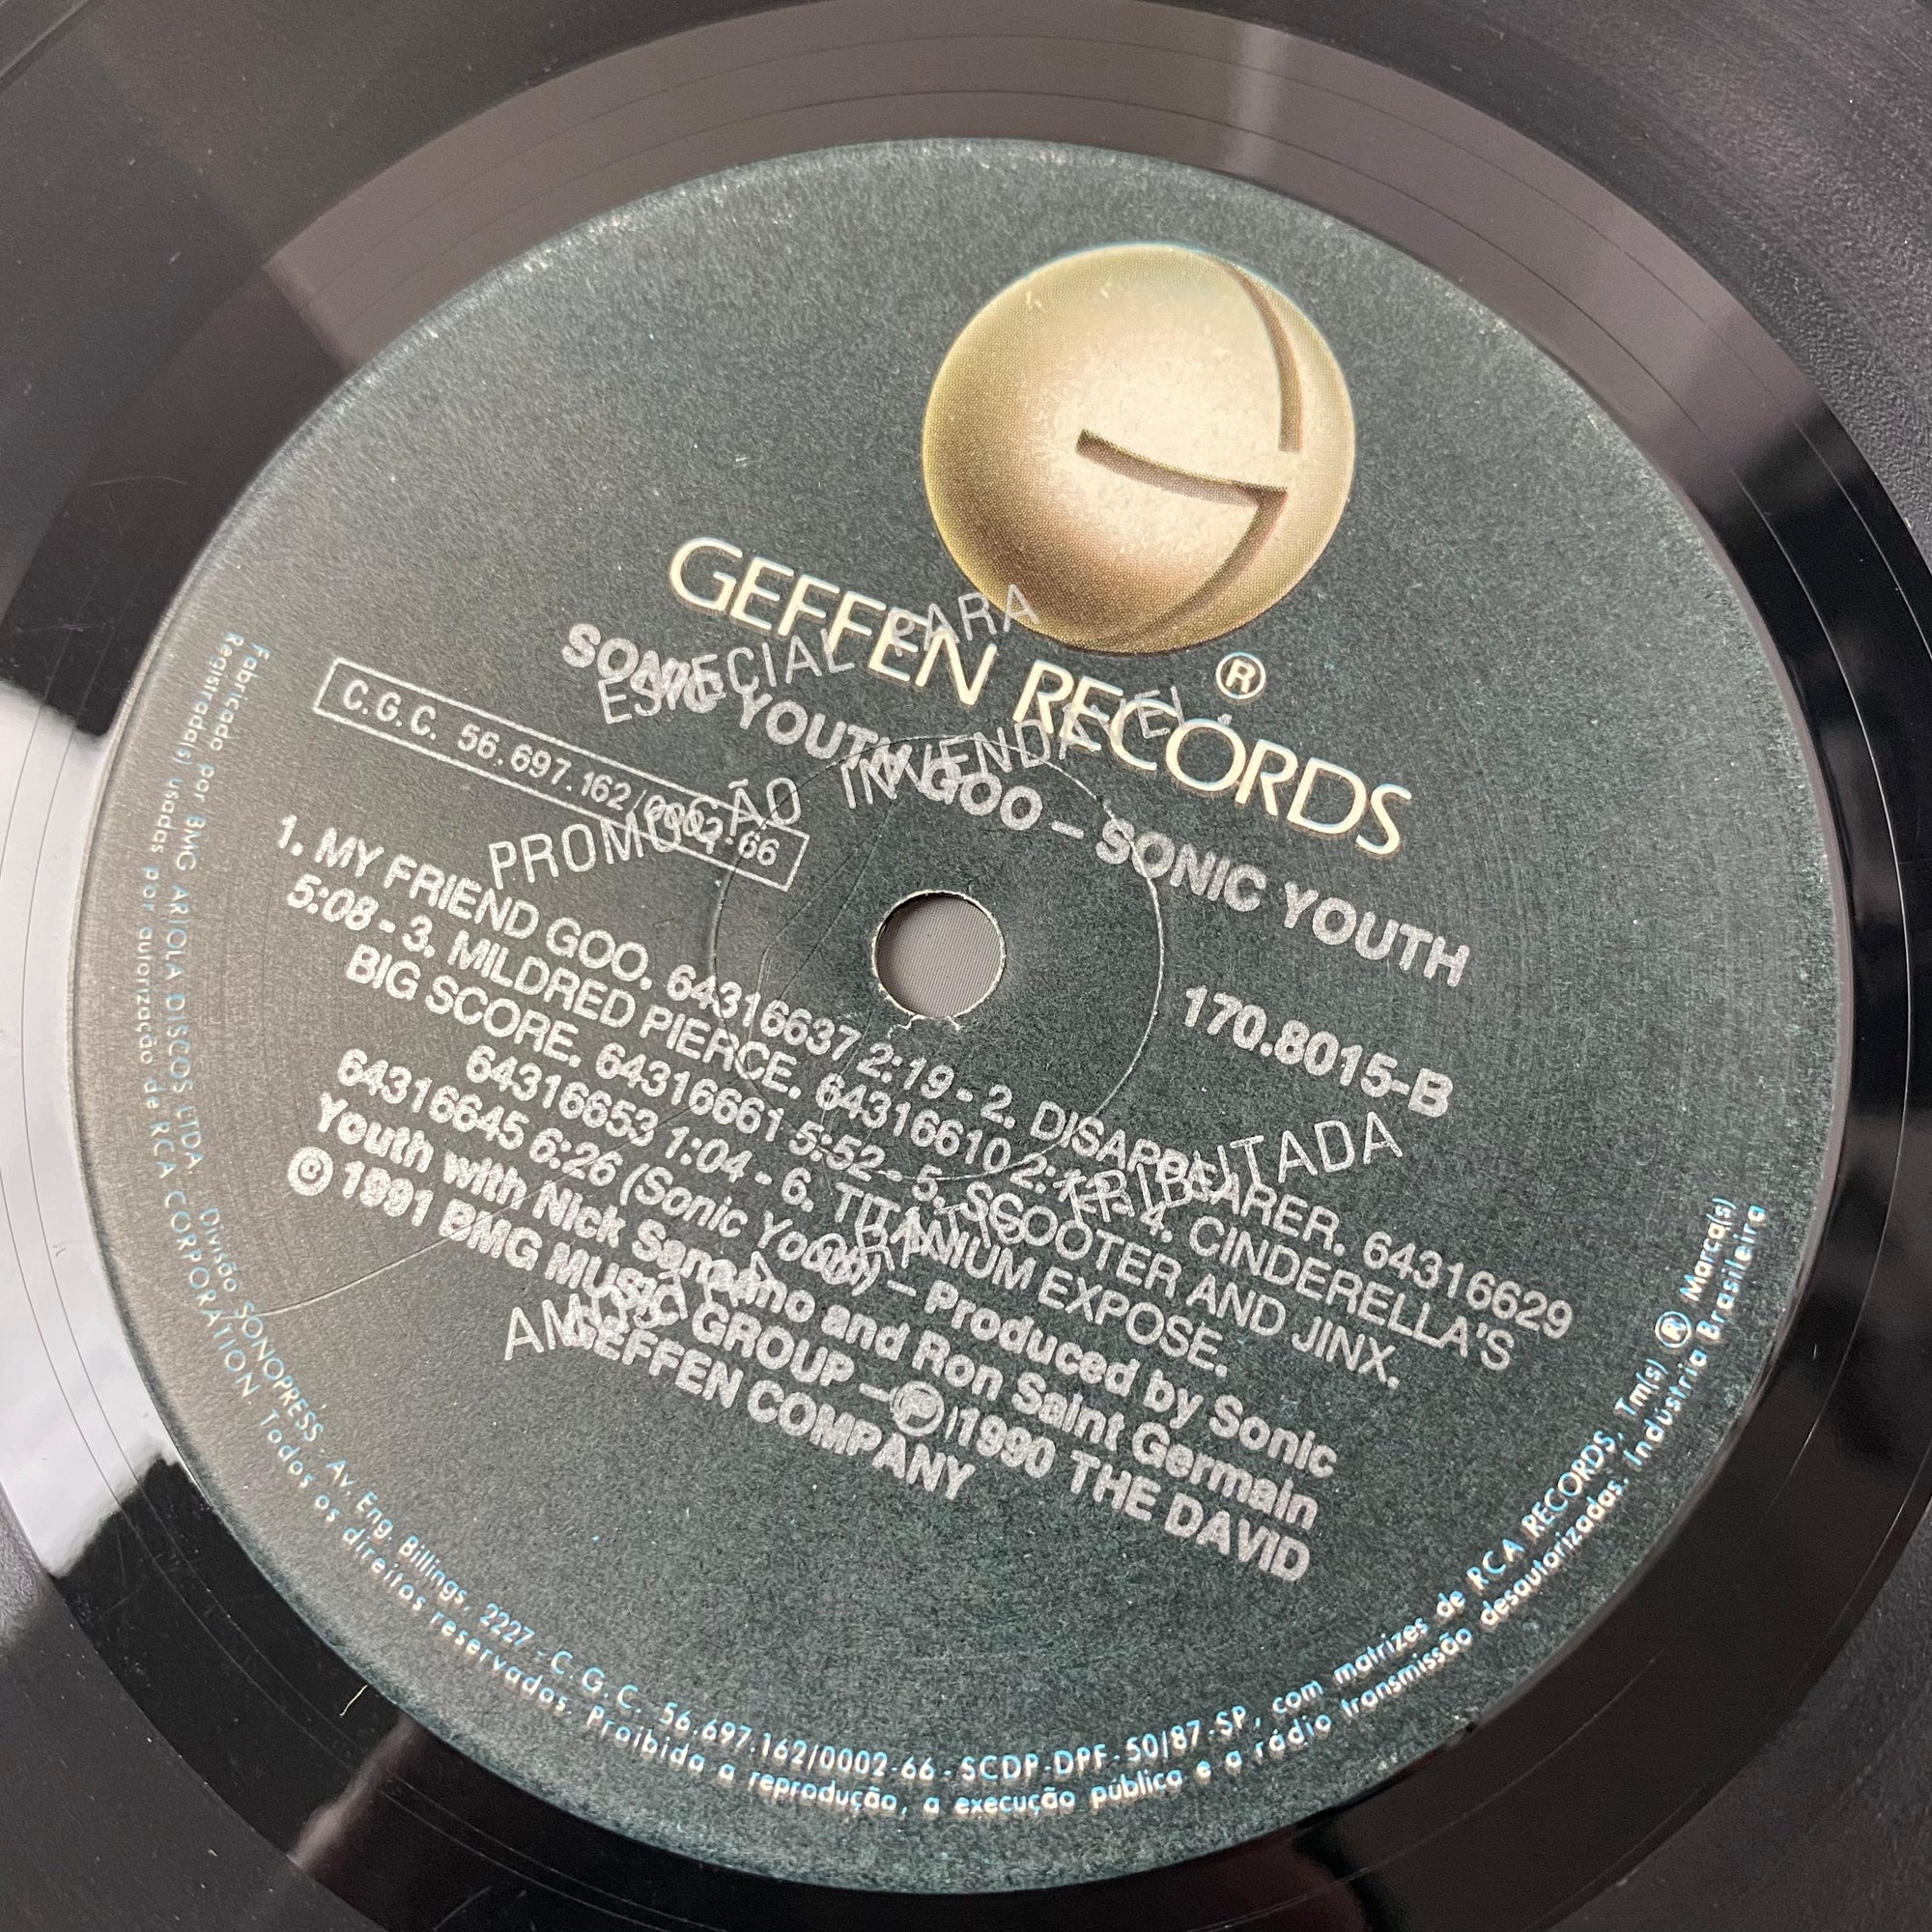 GEFFEN RECORDS ®
SONIC YOUTH GOO – SONIC YOUTH
C.G.C. 56.697.162/0002-66
170.8015-B
1. MY FRIEND GOO. 64316637 2:19 - 2. DISAPPEARER. 64316629
5:08 - 3. MILDRED PIERCE. 64316610 - 4. CINDERELLA'S
BIG SCORE. 64316661 5:52 - 5. SCOOTER AND JINX.
64316653 1:04 - 6. TITANIUM EXPOSE.
64316645 6:26 (Sonic Youth) – Produced by Sonic
Youth with Nick Sansano and Ron Saint Germain
© 1991 BMG MUSIC GROUP – ℗ 1990 THE DAVID
GEFFEN COMPANY
ESPECIAL PARA
PROMOÇÃO INVENDÁVEL
AMOSTRA GRATIS TRIBUTADA
Fabricado por BMG ARIOLA DISCOS LTDA. Divisão SONOPRESS - Av. Eng. Billings, 2227 - C.G.C. 56.697.162/0002-66 - SCDP-DPF-50/87-SP, com matrizes de RCA RECORDS, Tm(s) ® Marca(s)
Registrada(s) usadas por autorização de RCA CORPORATION. Todos os direitos reservados. Proibida a reprodução, a execução pública e a rádio transmissão desautorizadas. Indústria Brasileira